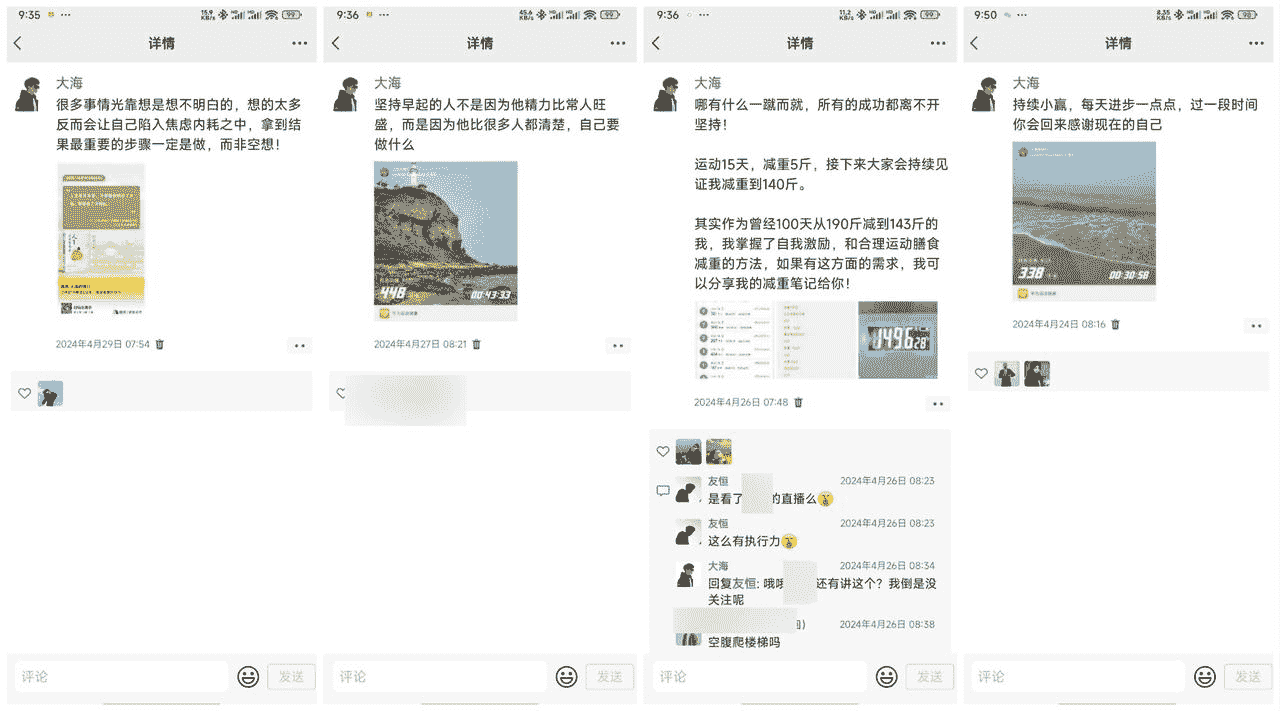 9:35
15.9
KB/s
99
详情
大海
很多事情光靠想是想不明白的，想的太多
反而会让自己陷入焦虑内耗之中，拿到结
果最重要的步骤一定是做，而非空想！
2024年4月29日 07:54
评论
发送
9:36
45.6
KB/s
99
详情
大海
坚持早起的人不是因为他精力比常人旺
盛，而是因为他比很多人都清楚，自己要
做什么
448
00:43:33
2024年4月27日 08:21
评论
发送
9:36
11.2
KB/s
99
详情
大海
哪有什么一蹴而就，所有的成功都离不开
坚持！
运动15天，减重5斤，接下来大家会持续见
证我减重到140斤。
其实作为曾经100天从190斤减到143斤的
我，我掌握了自我激励，和合理运动膳食
减重的方法，如果有这方面的需求，我可
以分享我的减重笔记给你！
149.6
2024年4月26日 07:48
友恒
2024年4月26日 08:23
是看了 的直播么
友恒
2024年4月26日 08:23
这么有执行力
大海
2024年4月26日 08:34
回复友恒: 哦哦 还有讲这个？我倒是没
关注呢
2024年4月26日 08:38
空腹爬楼梯吗
评论
发送
9:50
8.35
KB/s
98
详情
大海
持续小赢，每天进步一点点，过一段时间
你会回来感谢现在的自己
338
00:30:58
2024年4月24日 08:16
评论
发送